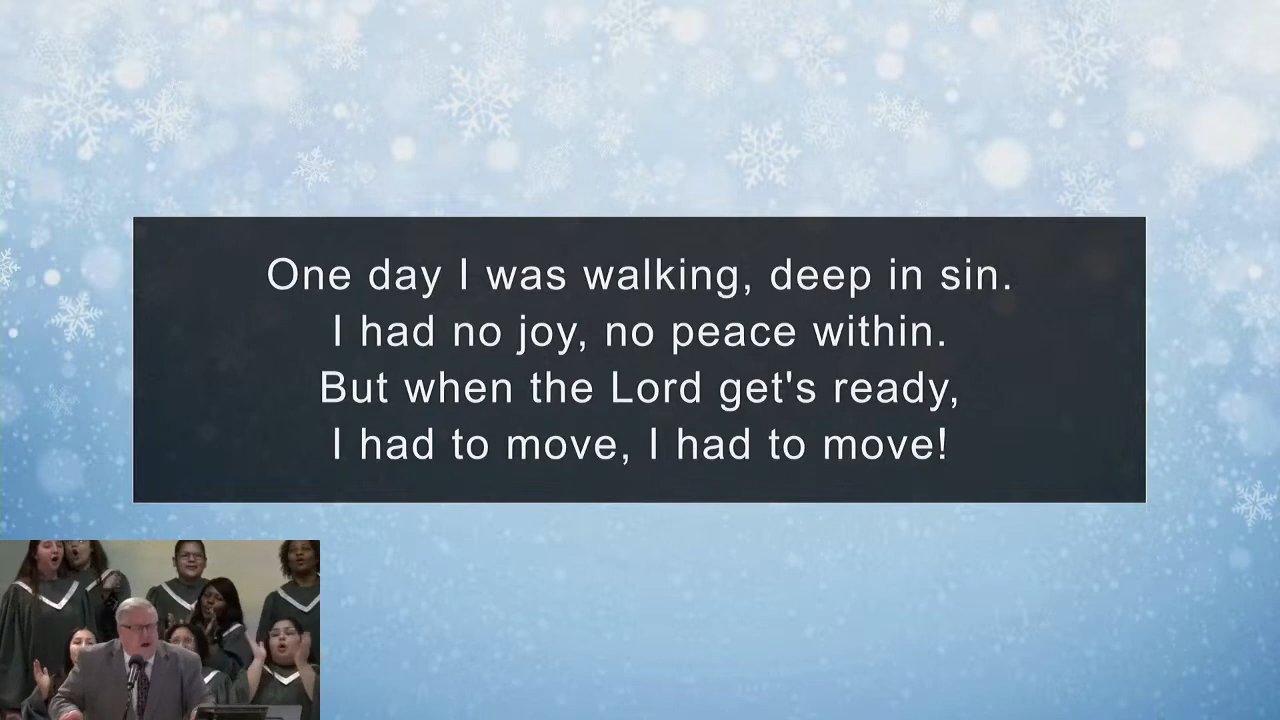 One day I was walking, deep in sin.
I had no joy, no peace within.
But when the Lord get's ready,
I had to move, I had to move!